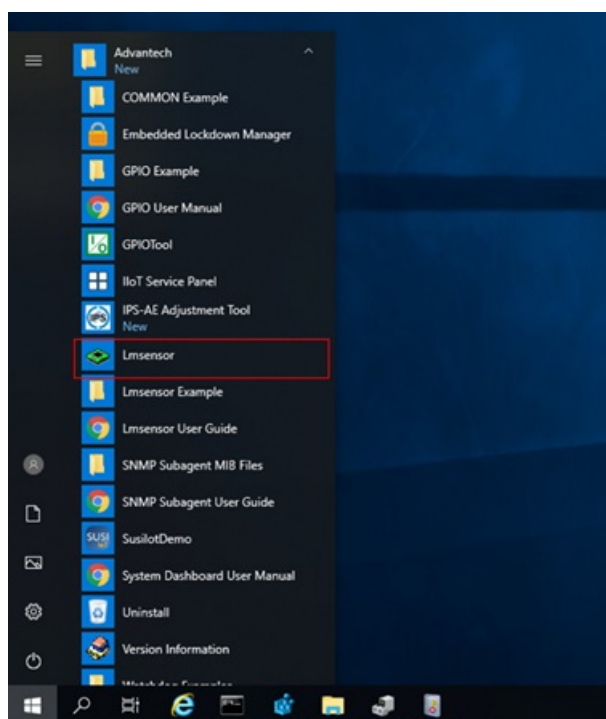 Advantech
New
COMMON Example
Embedded Lockdown Manager
GPIO Example
GPIO User Manual
GPIOTool
IIoT Service Panel
IPS
IPS-AE Adjustment Tool
New
Lmsensor
Lmsensor Example
Lmsensor User Guide
SNMP Subagent MIB Files
SNMP Subagent User Guide
SUSI
SusiIotDemo
System Dashboard User Manual
Uninstall
Version Information